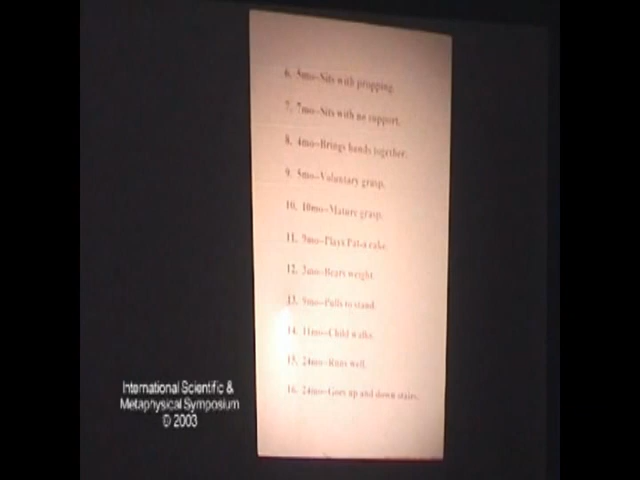 6. 5mo--Sits with propping.
7. 7mo--Sits with no support.
8. 4mo--Brings hands together.
9. 5mo--Voluntary grasp.
10. 10mo--Mature grasp.
11. 9mo--Plays Pat-a cake.
12. 3mo--Bears weight.
13. 9mo--Pulls to stand.
14. 11mo--Child walks.
15. 24mo--Runs well.
16. 24mo--Goes up and down stairs.
International Scientific &
Metaphysical Symposium
© 2003